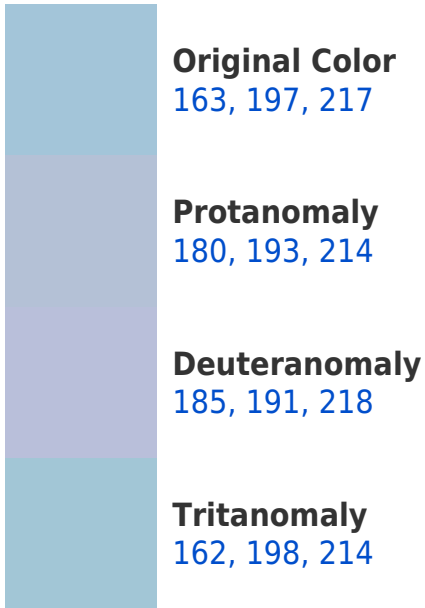 Original Color
163, 197, 217
Protanomaly
180, 193, 214
Deuteranomaly
185, 191, 218
Tritanomaly
162, 198, 214